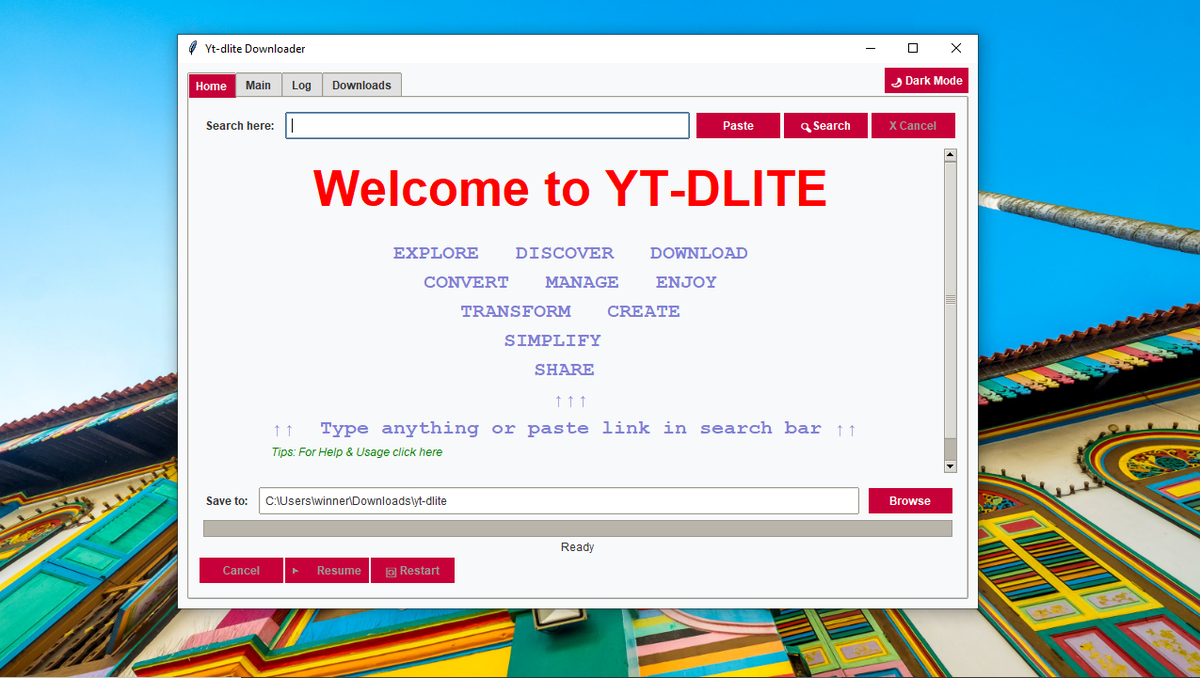 Yt-dlite Downloader
Home Main Log Downloads Dark Mode
Search here: Paste Search X Cancel
Welcome to YT-DLITE
EXPLORE DISCOVER DOWNLOAD
CONVERT MANAGE ENJOY
TRANSFORM CREATE
SIMPLIFY
SHARE
↑↑↑
↑↑ Type anything or paste link in search bar ↑↑
Tips: For Help & Usage click here
Save to: C:\Users\winner\Downloads\yt-dlite Browse
Ready
Cancel Resume Restart